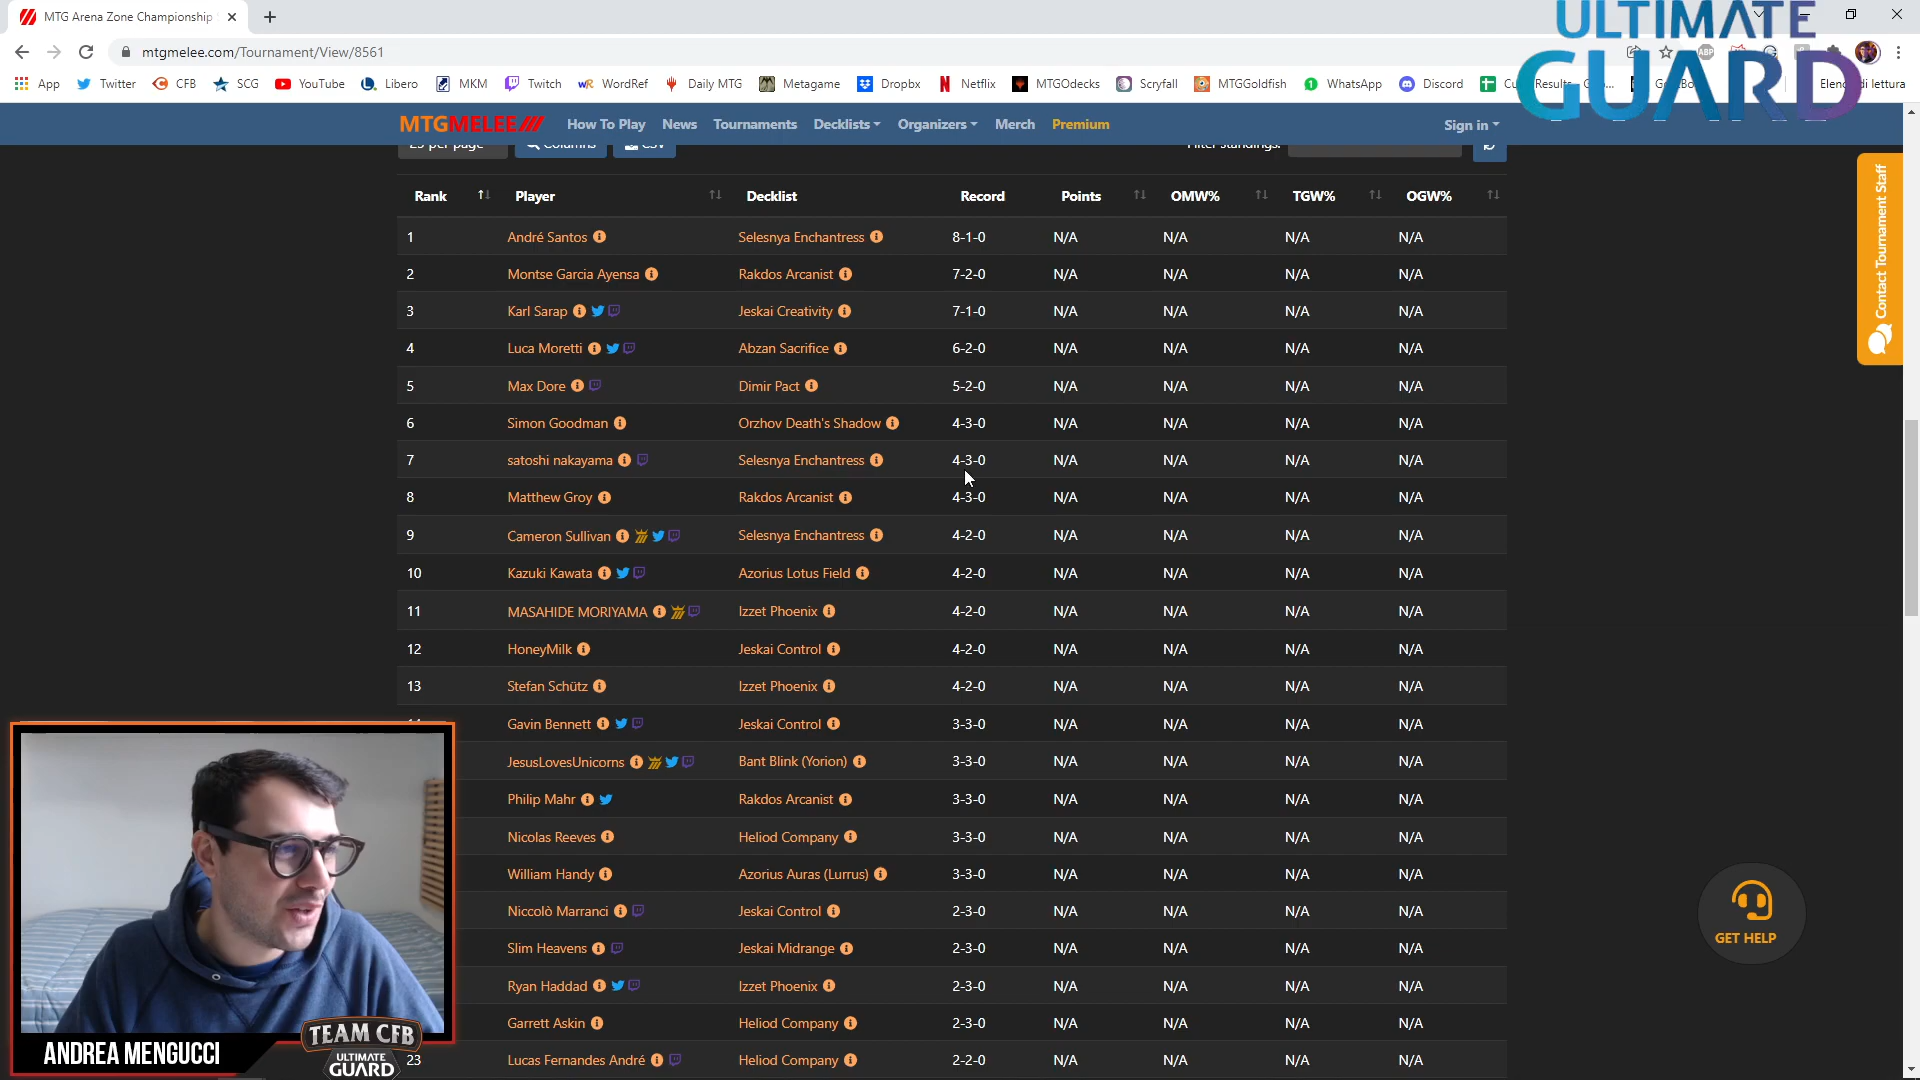 MTG Arena Zone Championship
mtgmelee.com/Tournament/View/8561
App Twitter CFB SCG YouTube Libero MKM Twitch WordRef Daily MTG Metagame Dropbx Netflix MTGOdecks Scryfall MTGGoldfish WhatsApp Discord
ULTIMATE
GUARD
MTGMELEE How To Play News Tournaments Decklists Organizers Merch Premium Sign in
25 per page Columns CSV Filter standings:
Rank Player Decklist Record Points OMW% TGW% OGW%
1 André Santos Selesnya Enchantress 8-1-0 N/A N/A N/A N/A
2 Montse Garcia Ayensa Rakdos Arcanist 7-2-0 N/A N/A N/A N/A
3 Karl Sarap Jeskai Creativity 7-1-0 N/A N/A N/A N/A
4 Luca Moretti Abzan Sacrifice 6-2-0 N/A N/A N/A N/A
5 Max Dore Dimir Pact 5-2-0 N/A N/A N/A N/A
6 Simon Goodman Orzhov Death's Shadow 4-3-0 N/A N/A N/A N/A
7 satoshi nakayama Selesnya Enchantress 4-3-0 N/A N/A N/A N/A
8 Matthew Groy Rakdos Arcanist 4-3-0 N/A N/A N/A N/A
9 Cameron Sullivan Selesnya Enchantress 4-2-0 N/A N/A N/A N/A
10 Kazuki Kawata Azorius Lotus Field 4-2-0 N/A N/A N/A N/A
11 MASAHIDE MORIYAMA Izzet Phoenix 4-2-0 N/A N/A N/A N/A
12 HoneyMilk Jeskai Control 4-2-0 N/A N/A N/A N/A
13 Stefan Schütz Izzet Phoenix 4-2-0 N/A N/A N/A N/A
Gavin Bennett Jeskai Control 3-3-0 N/A N/A N/A N/A
JesusLovesUnicorns Bant Blink (Yorion) 3-3-0 N/A N/A N/A N/A
Philip Mahr Rakdos Arcanist 3-3-0 N/A N/A N/A N/A
Nicolas Reeves Heliod Company 3-3-0 N/A N/A N/A N/A
William Handy Azorius Auras (Lurrus) 3-3-0 N/A N/A N/A N/A
Niccolò Marranci Jeskai Control 2-3-0 N/A N/A N/A N/A
Slim Heavens Jeskai Midrange 2-3-0 N/A N/A N/A N/A
Ryan Haddad Izzet Phoenix 2-3-0 N/A N/A N/A N/A
Garrett Askin Heliod Company 2-3-0 N/A N/A N/A N/A
23 Lucas Fernandes André Heliod Company 2-2-0 N/A N/A N/A N/A
Contact Tournament Staff
GET HELP
ANDREA MENGUCCI
TEAM CFB
ULTIMATE
GUARD